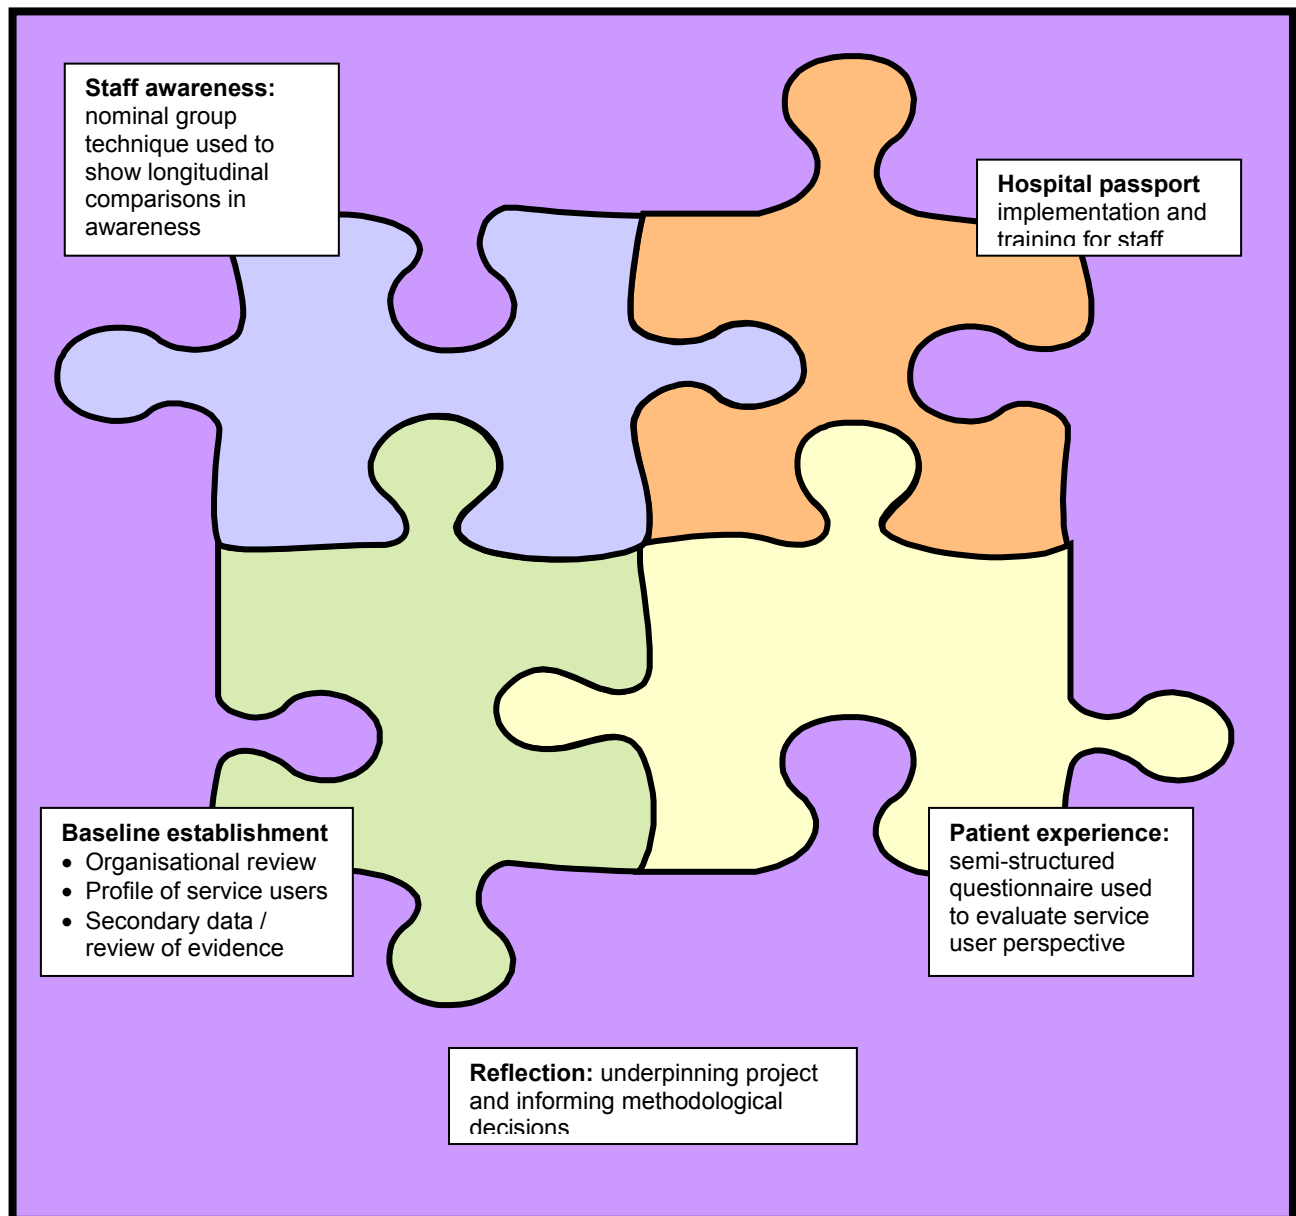 Staff awareness:
nominal group
technique used to
show longitudinal
comparisons in
awareness
Hospital passport
implementation and
training for staff
Baseline establishment
• Organisational review
• Profile of service users
• Secondary data /
review of evidence
Patient experience:
semi-structured
questionnaire used
to evaluate service
user perspective
Reflection: underpinning project
and informing methodological
decisions